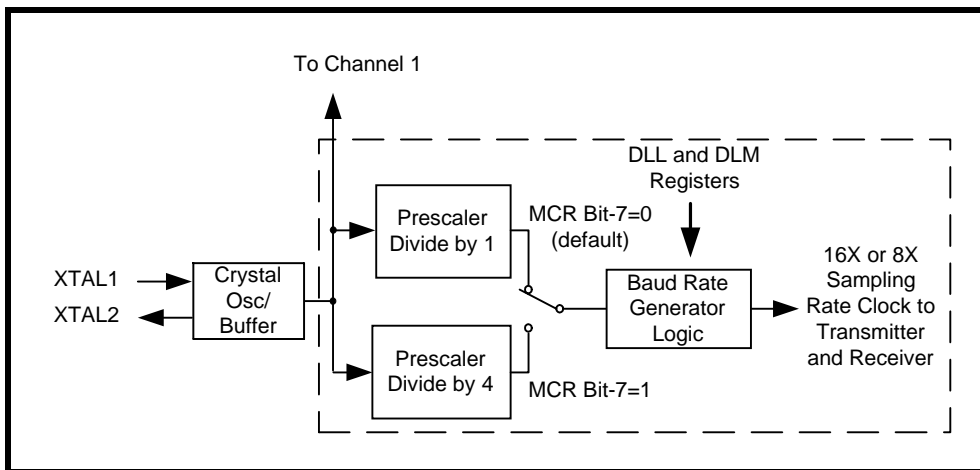 To Channel 1
DLL and DLM
Registers
Prescaler
Divide by 1
MCR Bit-7=0
(default)
XTAL1
XTAL2
Crystal
Osc/
Buffer
Baud Rate
Generator
Logic
16X or 8X
Sampling
Rate Clock to
Transmitter
and Receiver
Prescaler
Divide by 4
MCR Bit-7=1